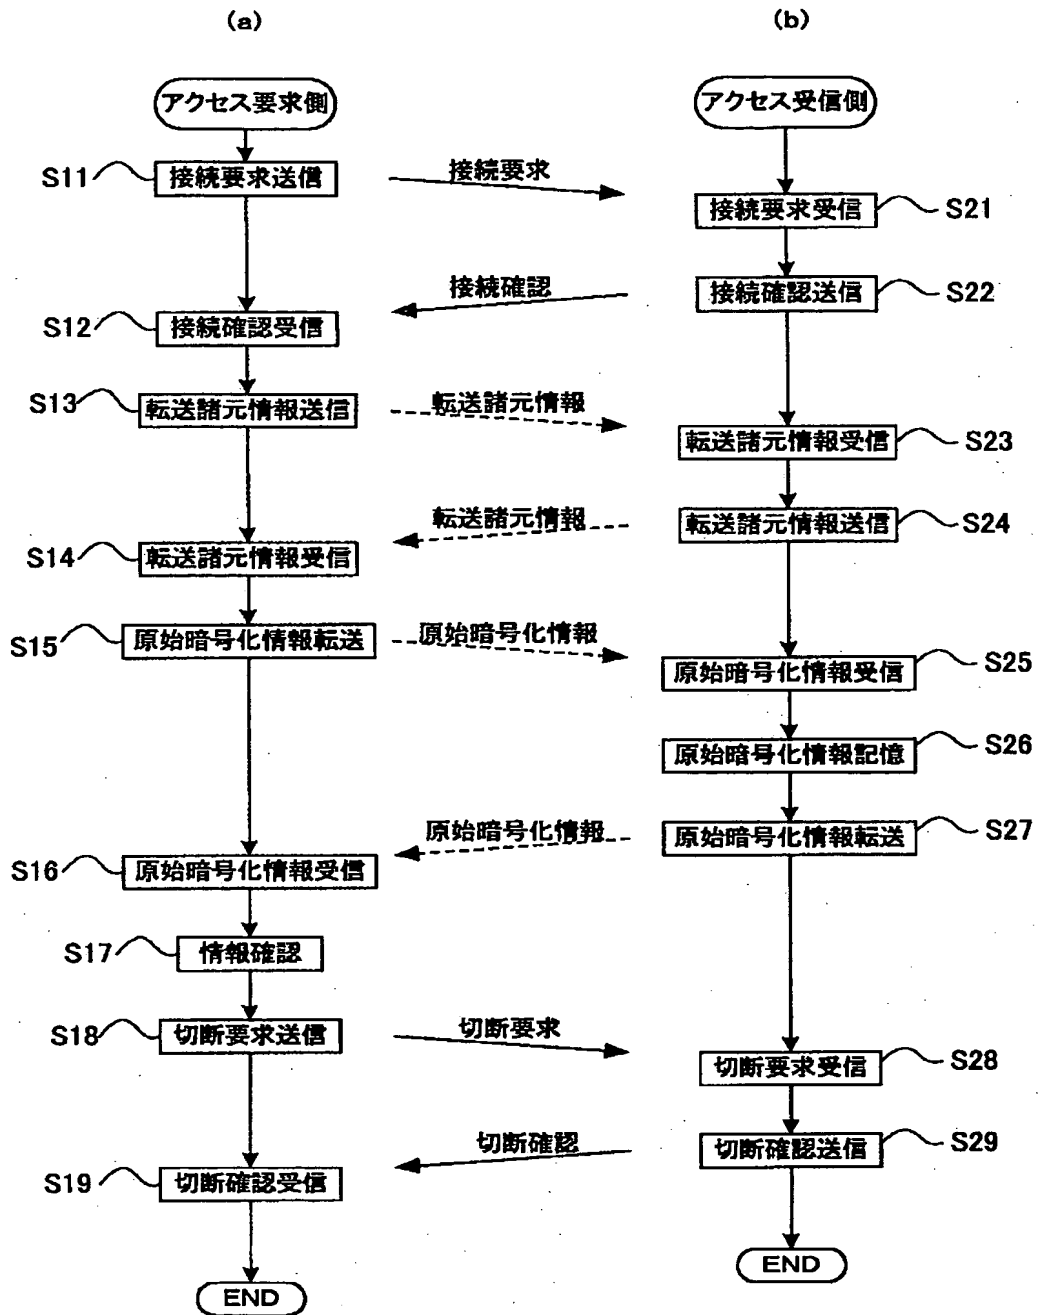 (a)
(b)
アクセス要求側
アクセス受信側
S11
接続要求送信
接続要求
接続要求受信
S21
接続確認
接続確認送信
S22
S12
接続確認受信
S13
転送諸元情報送信
転送諸元情報
転送諸元情報受信
S23
転送諸元情報
転送諸元情報送信
S24
S14
転送諸元情報受信
S15
原始暗号化情報転送
原始暗号化情報
原始暗号化情報受信
S25
原始暗号化情報記憶
S26
原始暗号化情報
原始暗号化情報転送
S27
S16
原始暗号化情報受信
S17
情報確認
S18
切断要求送信
切断要求
切断要求受信
S28
切断確認
切断確認送信
S29
S19
切断確認受信
END
END